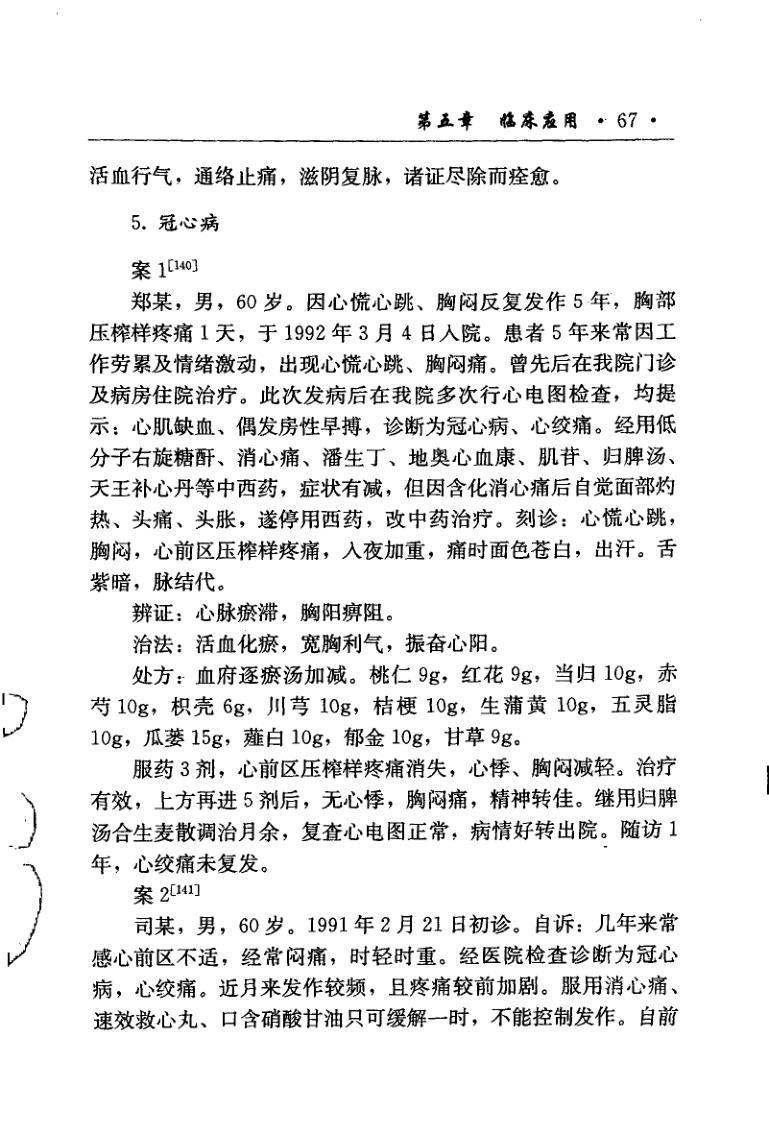 第五章 临床应用 · 67 ·
活血行气，通络止痛，滋阴复脉，诸证尽除而痊愈。
5. 冠心病
案 1[140]
郑某，男，60 岁。因心慌心跳、胸闷反复发作 5 年，胸部
压榨样疼痛 1 天，于 1992 年 3 月 4 日入院。患者 5 年来常因工
作劳累及情绪激动，出现心慌心跳、胸闷痛。曾先后在我院门诊
及病房住院治疗。此次发病后在我院多次行心电图检查，均提
示：心肌缺血、偶发房性早搏，诊断为冠心病、心绞痛。经用低
分子右旋糖酐、消心痛、潘生丁、地奥心血康、肌苷、归脾汤、
天王补心丹等中西药，症状有减，但因含化消心痛后自觉面部灼
热、头痛、头胀，遂停用西药，改中药治疗。刻诊：心慌心跳，
胸闷，心前区压榨样疼痛，入夜加重，痛时面色苍白，出汗。舌
紫暗，脉结代。
辨证：心脉瘀滞，胸阳痹阻。
治法：活血化瘀，宽胸利气，振奋心阳。
处方：血府逐瘀汤加减。桃仁 9g，红花 9g，当归 10g，赤
芍 10g，枳壳 6g，川芎 10g，桔梗 10g，生蒲黄 10g，五灵脂
10g，瓜蒌 15g，薤白 10g，郁金 10g，甘草 9g。
服药 3 剂，心前区压榨样疼痛消失，心悸、胸闷减轻。治疗
有效，上方再进 5 剂后，无心悸，胸闷痛，精神转佳。继用归脾
汤合生麦散调治月余，复查心电图正常，病情好转出院。随访 1
年，心绞痛未复发。
案 2[141]
司某，男，60 岁。1991 年 2 月 21 日初诊。自诉：几年来常
感心前区不适，经常闷痛，时轻时重。经医院检查诊断为冠心
病，心绞痛。近月来发作较频，且疼痛较前加剧。服用消心痛、
速效救心丸、口含硝酸甘油只可缓解一时，不能控制发作。自前